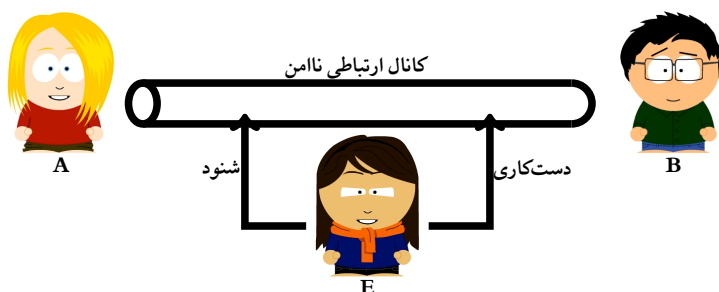 کانال ارتباطی ناامن
A
B
شنود
دست‌کاری
E